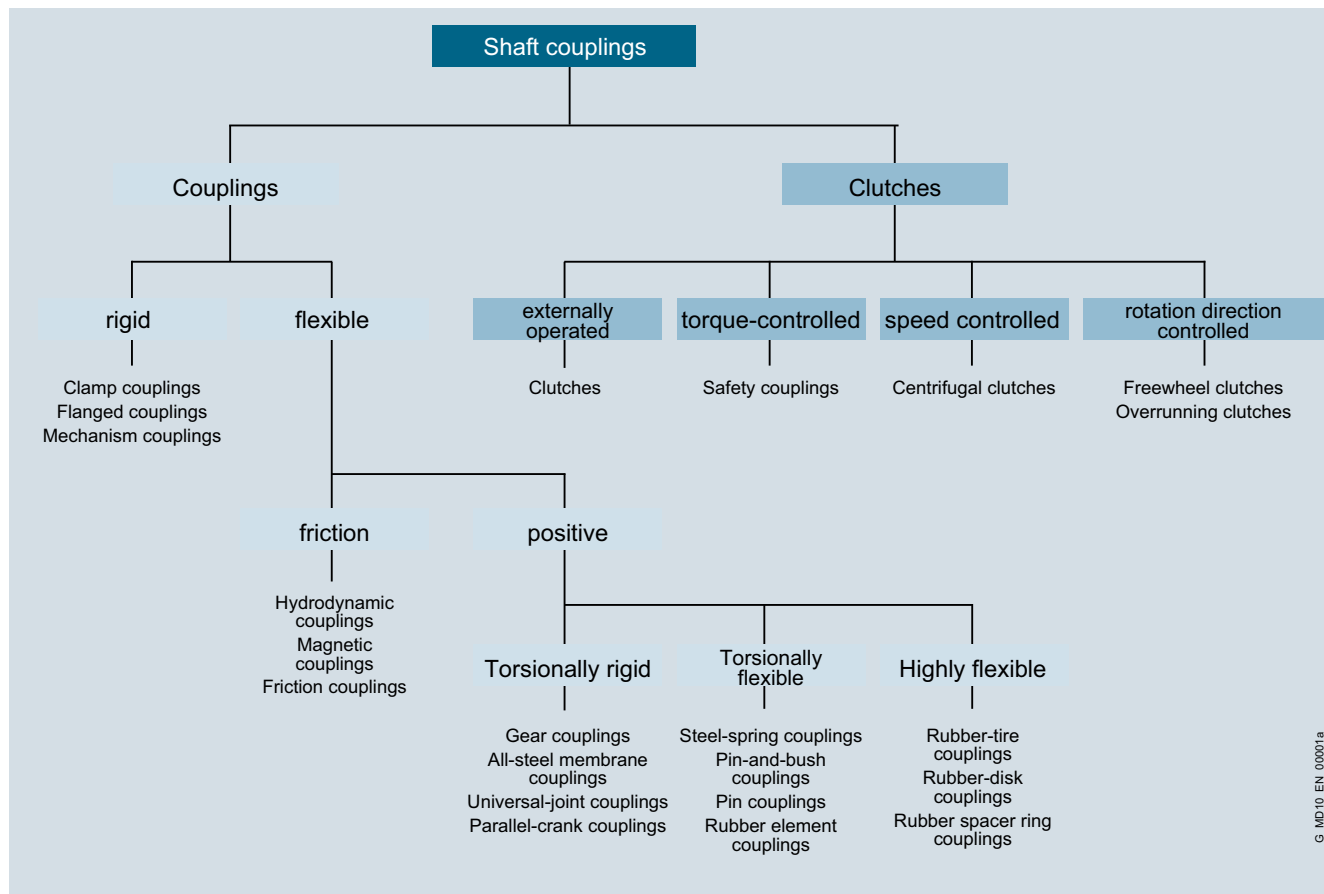 Shaft couplings
Couplings
Clutches
rigid
flexible
externally
operated
torque-controlled
speed controlled
rotation direction
controlled
Clamp couplings
Flanged couplings
Mechanism couplings
Clutches
Safety couplings
Centrifugal clutches
Freewheel clutches
Overrunning clutches
friction
positive
Hydrodynamic
couplings
Magnetic
couplings
Friction couplings
Torsionally rigid
Torsionally
flexible
Highly flexible
Gear couplings
All-steel membrane
couplings
Universal-joint couplings
Parallel-crank couplings
Steel-spring couplings
Pin-and-bush
couplings
Pin couplings
Rubber element
couplings
Rubber-tire
couplings
Rubber-disk
couplings
Rubber spacer ring
couplings
G_MD10_EN_00001a